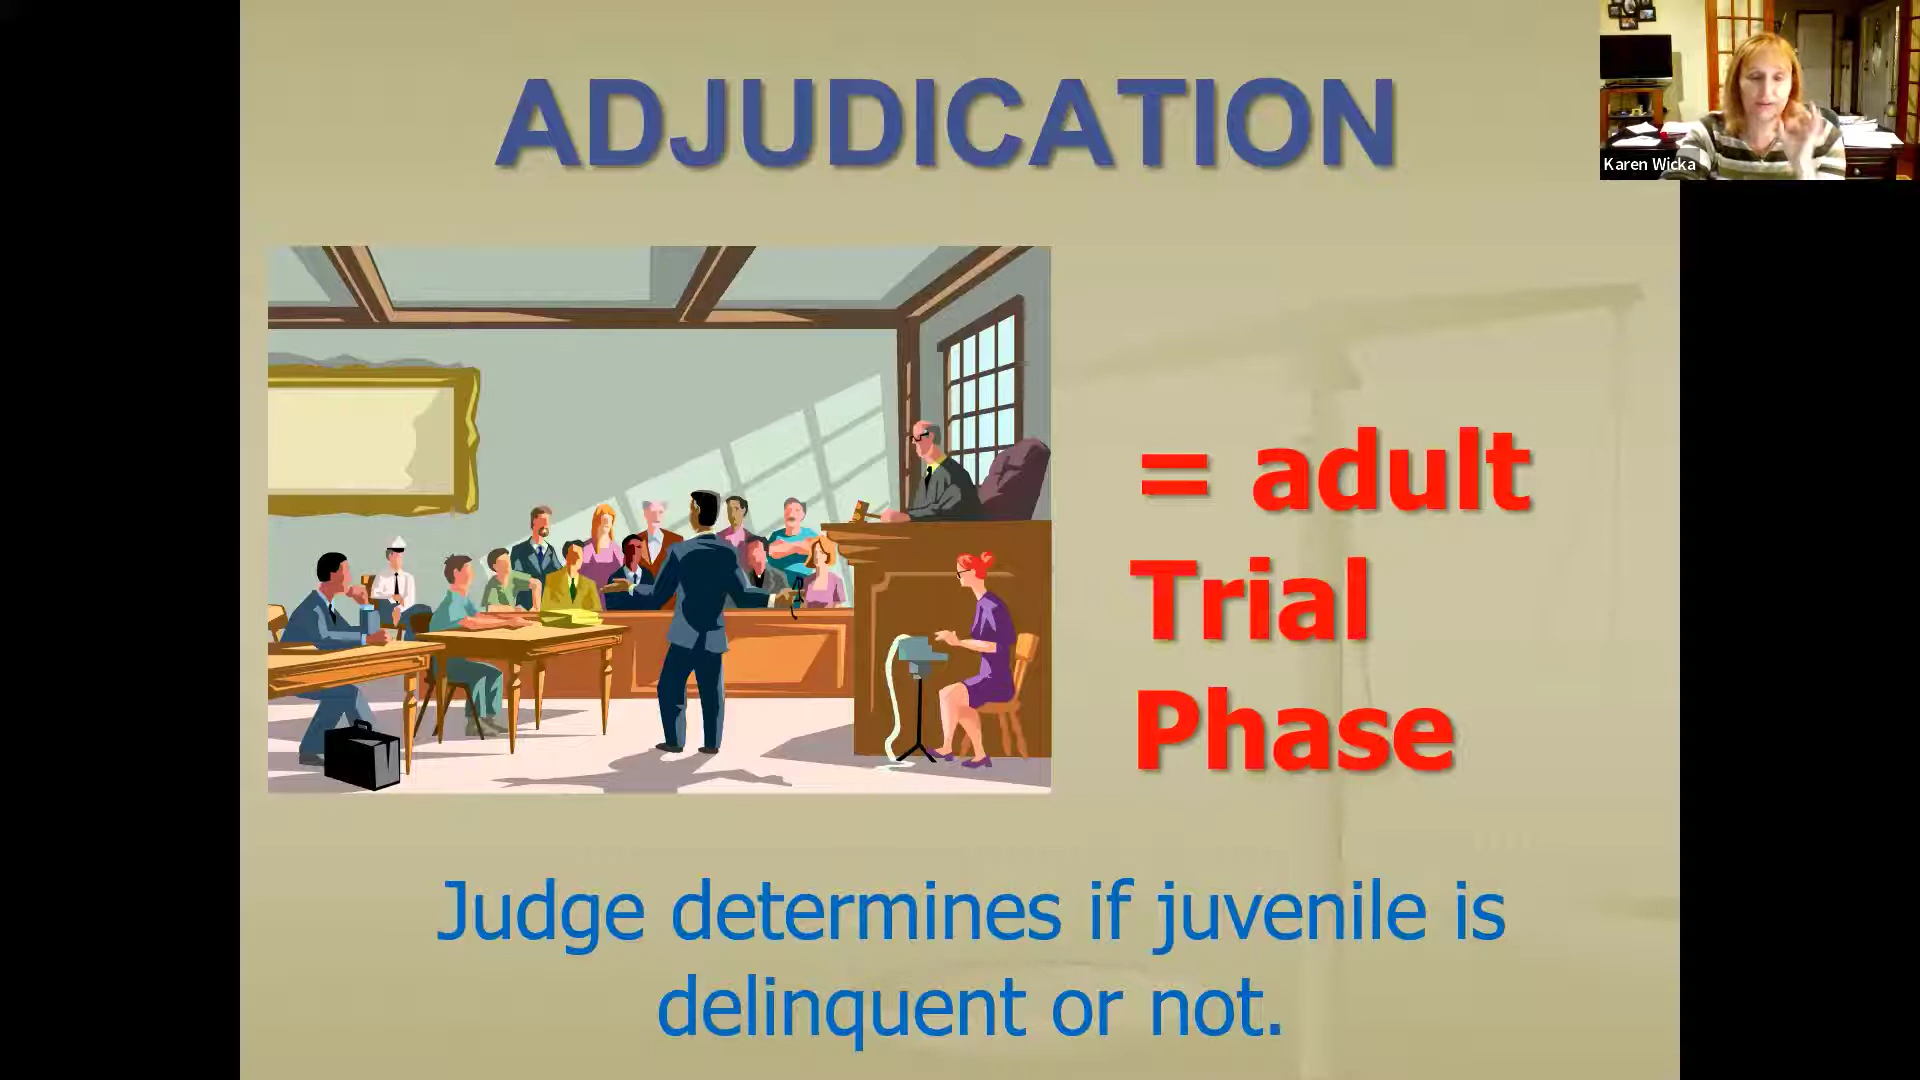 ADJUDICATION
Karen Wicka
= adult
Trial
Phase
Judge determines if juvenile is
delinquent or not.